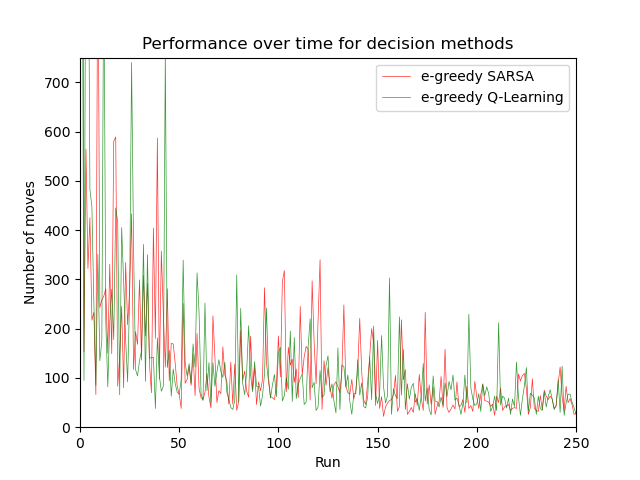 Performance over time for decision methods
e-greedy SARSA
e-greedy Q-Learning
700
600
500
400
300
200
100
0
Number of moves
0 50 100 150 200 250
Run